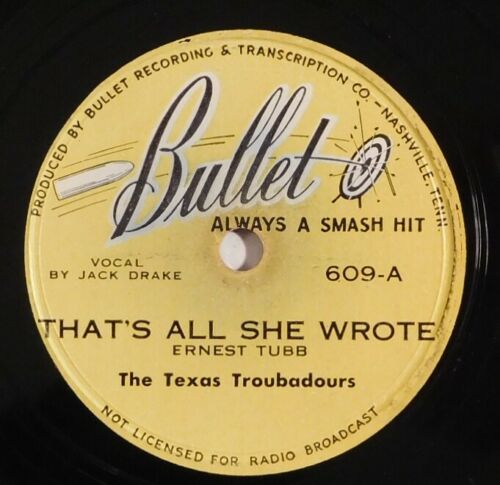 PRODUCED BY BULLET RECORDING & TRANSCRIPTION CO. - NASHVILLE, TENN
Bullet
ALWAYS A SMASH HIT
VOCAL
BY JACK DRAKE
609-A
THAT'S ALL SHE WROTE
ERNEST TUBB
The Texas Troubadours
NOT LICENSED FOR RADIO BROADCAST